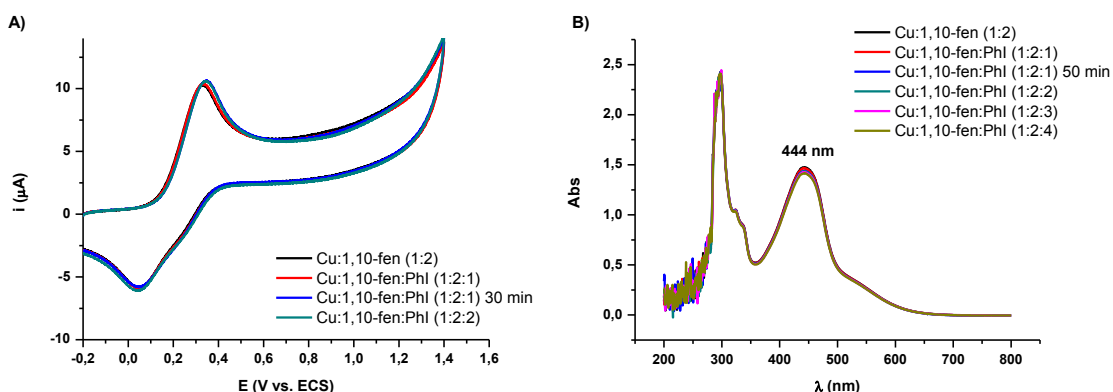 A)
i (μA)
10
5
0
-5
-10
-0,2 0,0 0,2 0,4 0,6 0,8 1,0 1,2 1,4 1,6
E (V vs. ECS)
Cu:1,10-fen (1:2)
Cu:1,10-fen:PhI (1:2:1)
Cu:1,10-fen:PhI (1:2:1) 30 min
Cu:1,10-fen:PhI (1:2:2)
B)
Abs
2,5
2,0
1,5
1,0
0,5
0,0
200 300 400 500 600 700 800
λ (nm)
444 nm
Cu:1,10-fen (1:2)
Cu:1,10-fen:PhI (1:2:1)
Cu:1,10-fen:PhI (1:2:1) 50 min
Cu:1,10-fen:PhI (1:2:2)
Cu:1,10-fen:PhI (1:2:3)
Cu:1,10-fen:PhI (1:2:4)